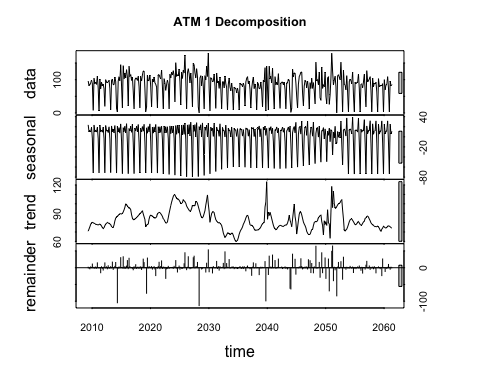 ATM 1 Decomposition
data
0 100
seasonal
-80 -20 40
trend
60 90 120
remainder
-100 0
2010 2020 2030 2040 2050 2060
time